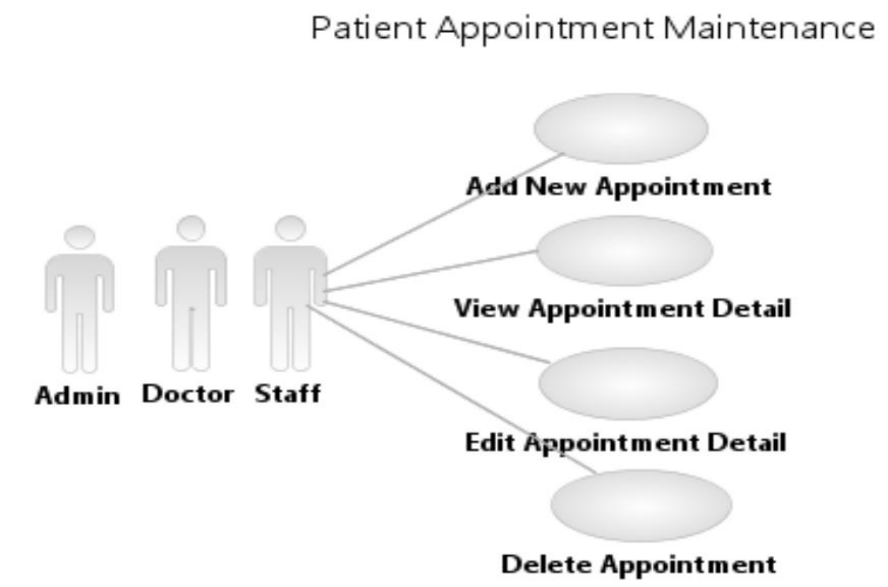 Patient Appointment Maintenance
Add New Appointment
View Appointment Detail
Admin Doctor Staff
Edit Appointment Detail
Delete Appointment